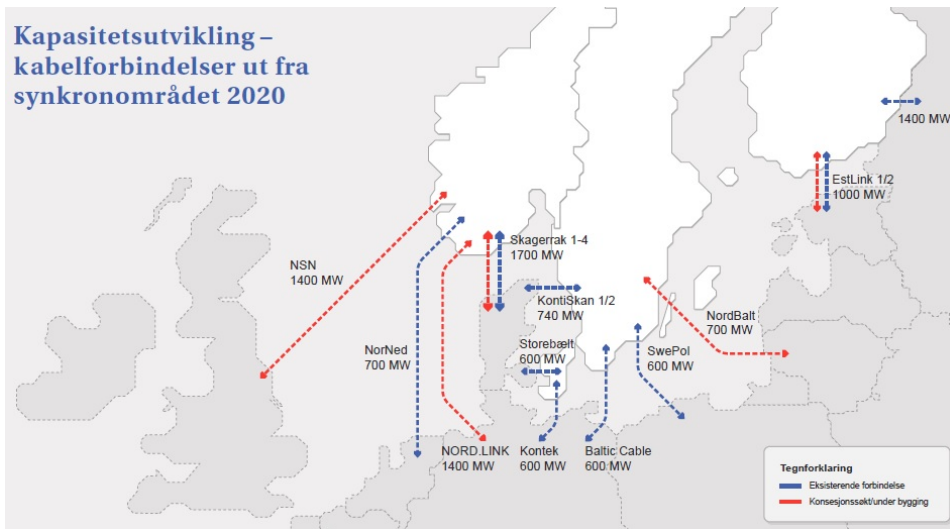 Kapasitetsutvikling –
kabelforbindelser ut fra
synkronområdet 2020
1400 MW
EstLink 1/2
1000 MW
Skagerrak 1-4
1700 MW
NSN
1400 MW
KontiSkan 1/2
740 MW
NordBalt
700 MW
NorNed
700 MW
Storebælt
600 MW
SwePol
600 MW
NORD.LINK
1400 MW
Kontek
600 MW
Baltic Cable
600 MW
Tegnforklaring
Eksisterende forbindelse
Konsesjonssøkt/under bygging